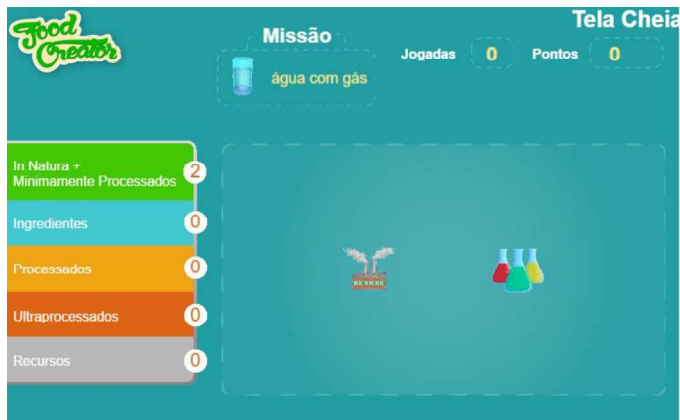 Food
Creator
Missão
água com gás
Jogadas 0 Pontos 0
Tela Cheia
In Natura +
Minimamente Processados 2
Ingredientes 0
Processados 0
Ultraprocessados 0
Recursos 0